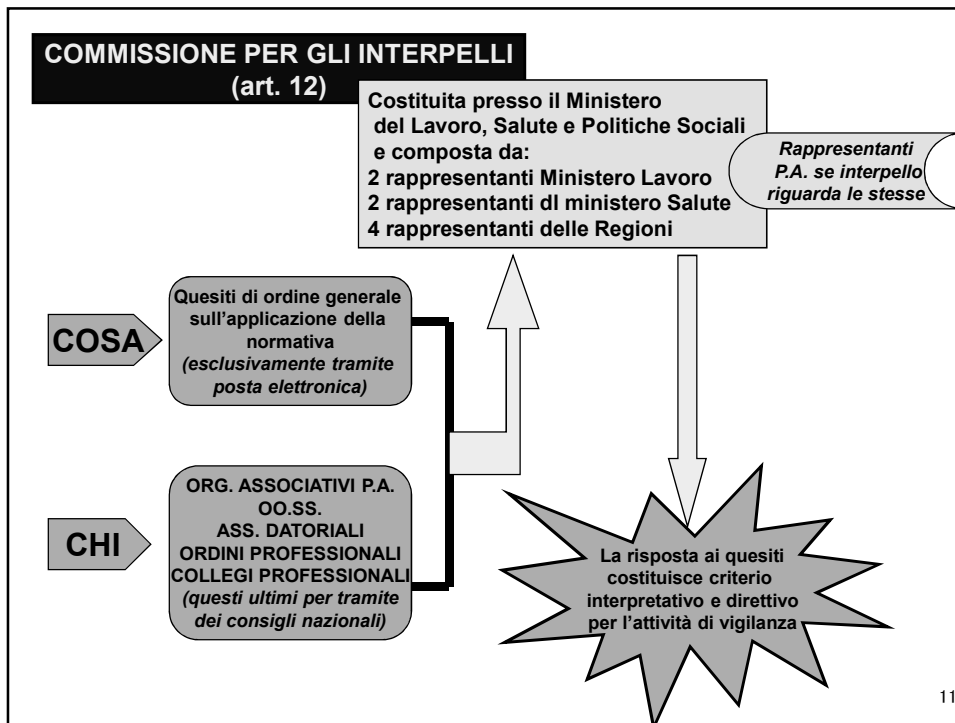 COMMISSIONE PER GLI INTERPELLI
(art. 12)
Costituita presso il Ministero
del Lavoro, Salute e Politiche Sociali
e composta da:
2 rappresentanti Ministero Lavoro
2 rappresentanti dl ministero Salute
4 rappresentanti delle Regioni
Rappresentanti
P.A. se interpello
riguarda le stesse
COSA
Quesiti di ordine generale
sull'applicazione della
normativa
(esclusivamente tramite
posta elettronica)
CHI
ORG. ASSOCIATIVI P.A.
OO.SS.
ASS. DATORIALI
ORDINI PROFESSIONALI
COLLEGI PROFESSIONALI
(questi ultimi per tramite
dei consigli nazionali)
La risposta ai quesiti
costituisce criterio
interpretativo e direttivo
per l'attività di vigilanza
11